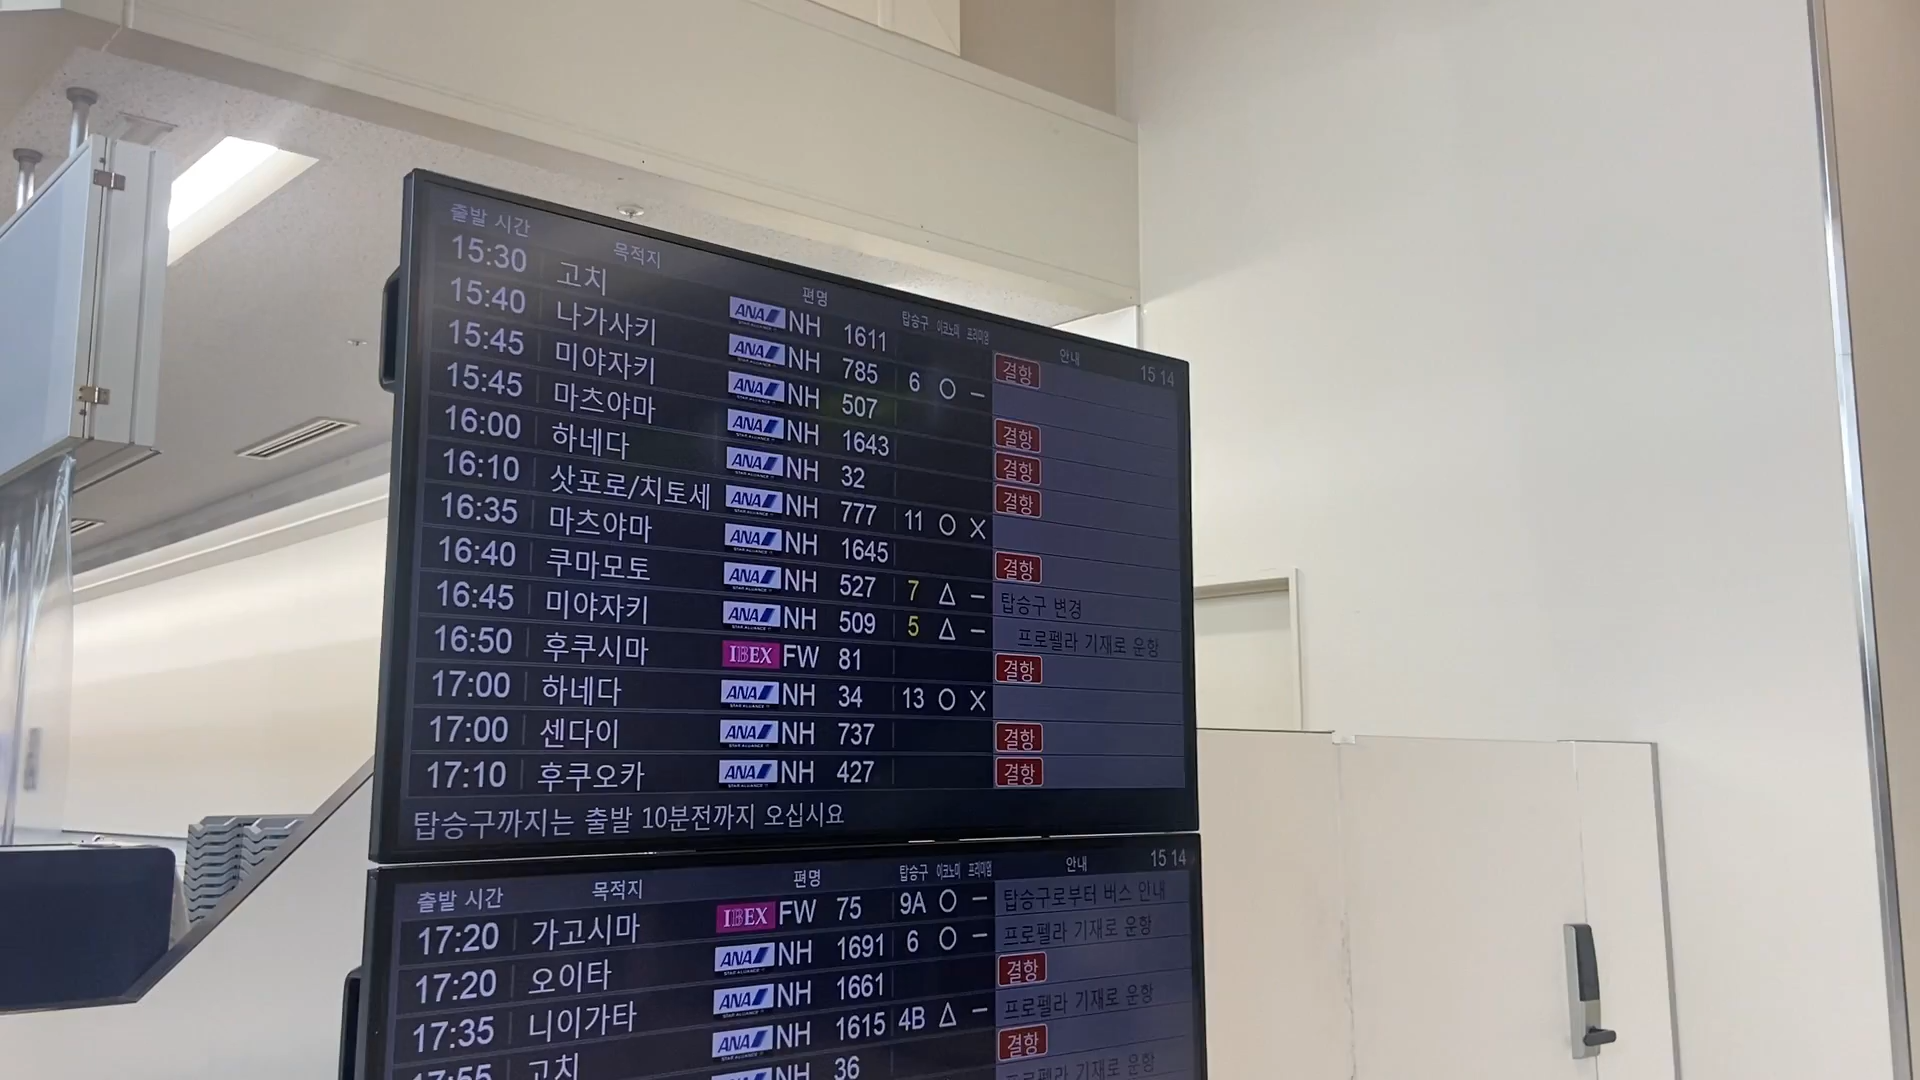 출발 시간 목적지 편명 탑승구 이코노미 프리미엄 안내 15 14
15:30 고치 ANA NH 1611 결항
15:40 나가사키 ANA NH 785 6 ○ –
15:45 미야자키 ANA NH 507 결항
15:45 마츠야마 ANA NH 1643 결항
16:00 하네다 ANA NH 32 결항
16:10 삿포로/치토세 ANA NH 777 11 ○ X
16:35 마츠야마 ANA NH 1645 결항
16:40 쿠마모토 ANA NH 527 7 △ – 탑승구 변경
16:45 미야자키 ANA NH 509 5 △ – 프로펠라 기재로 운항
16:50 후쿠시마 IBEX FW 81 결항
17:00 하네다 ANA NH 34 13 ○ X
17:00 센다이 ANA NH 737 결항
17:10 후쿠오카 ANA NH 427 결항
탑승구까지는 출발 10분전까지 오십시요
출발 시간 목적지 편명 탑승구 이코노미 프리미엄 안내 15 14
17:20 가고시마 IBEX FW 75 9A ○ – 탑승구로부터 버스 안내
17:20 오이타 ANA NH 1691 6 ○ – 프로펠라 기재로 운항
17:35 니이가타 ANA NH 1661 결항
17:55 고치 ANA NH 1615 4B △ – 프로펠라 기재로 운항
ANA NH 36 결항
프로펠라 기재로 운항